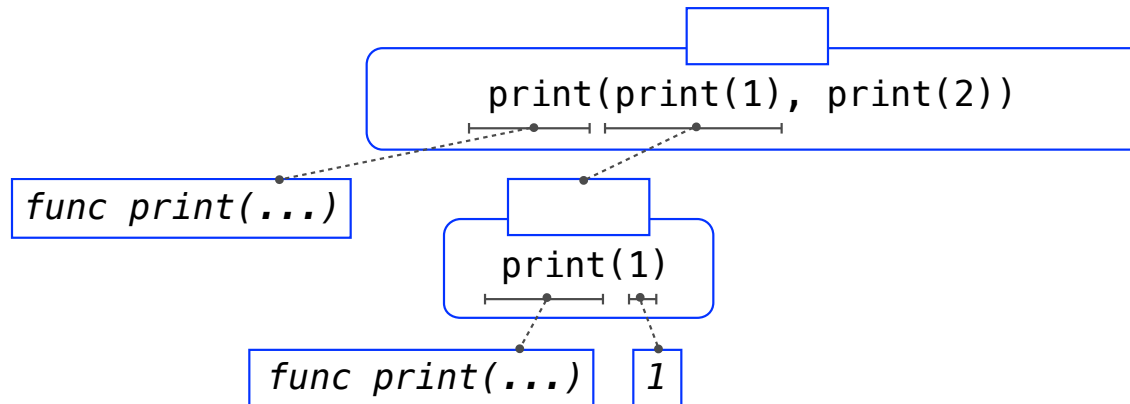 print(print(1), print(2))
func print(...)
print(1)
func print(...)
1